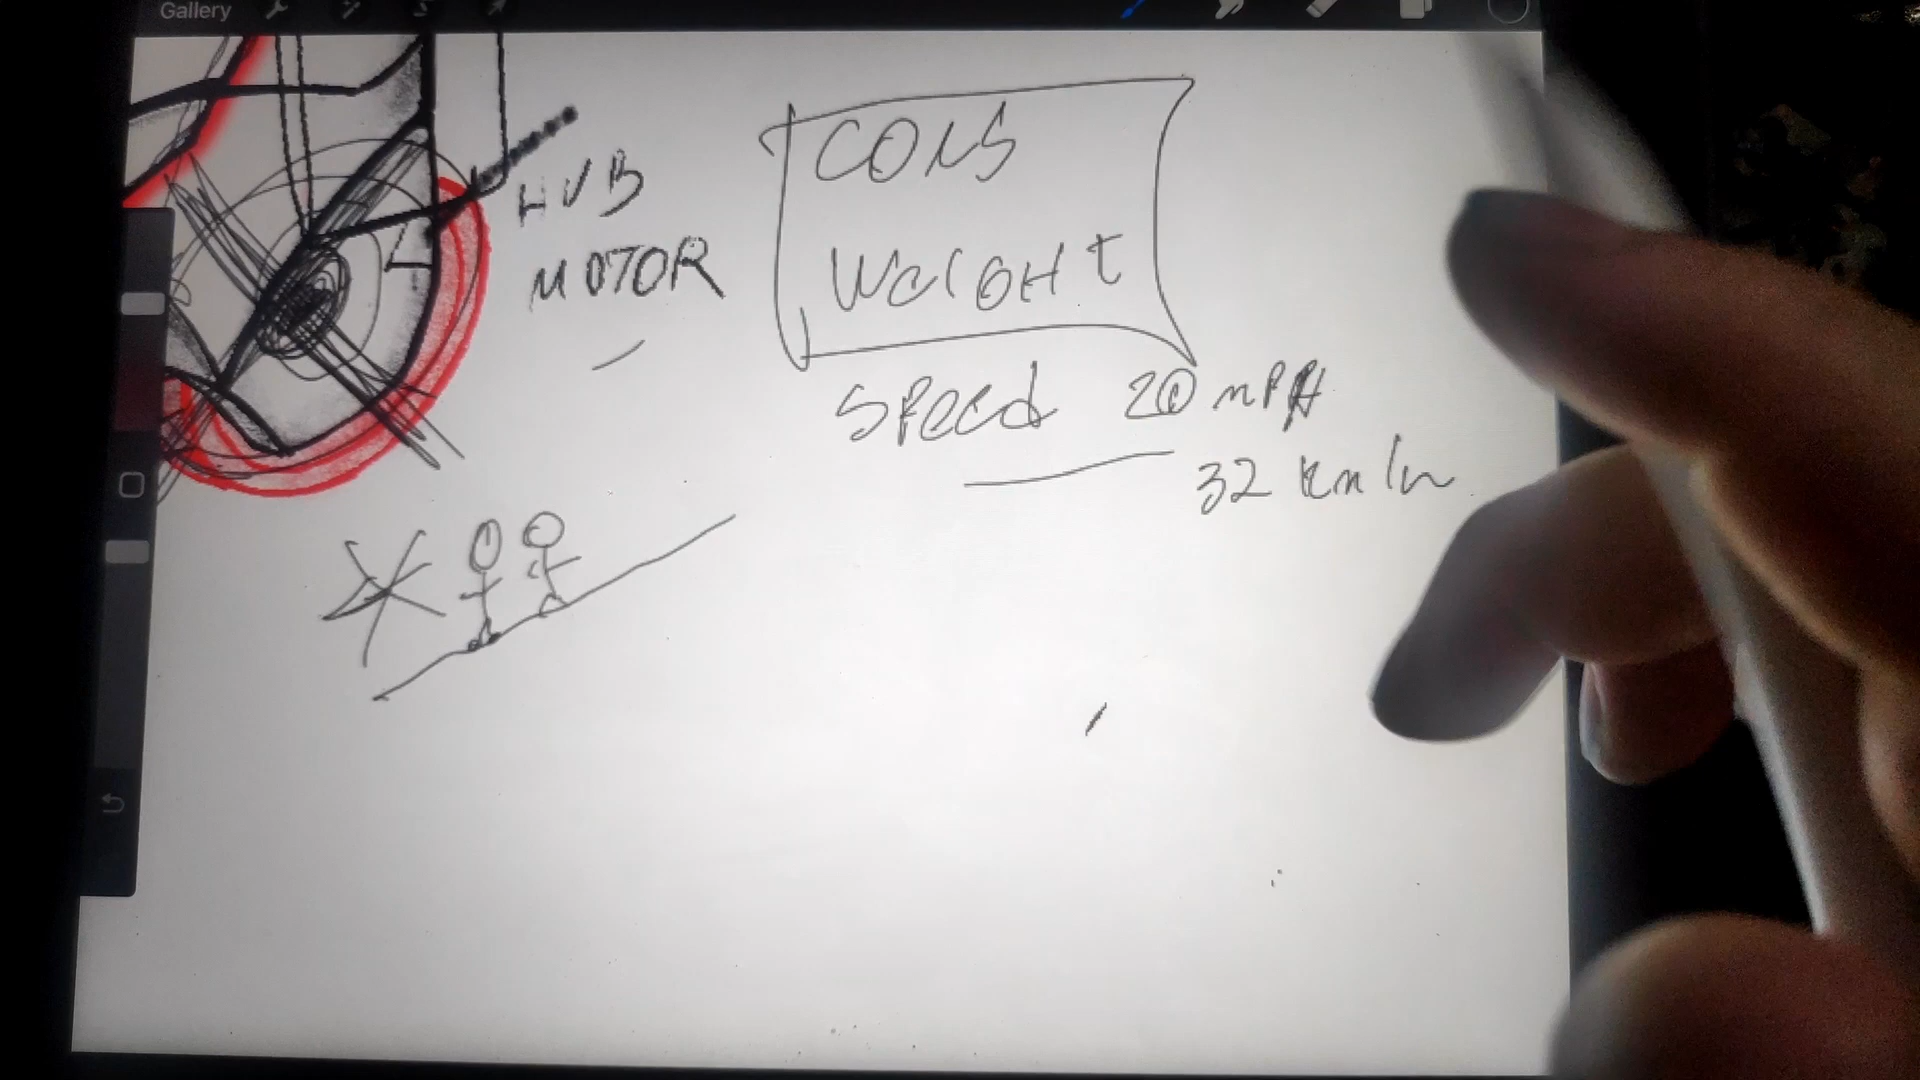 Gallery
HUB
MOTOR
CONS
WeIGHt
SPeed 20 mPH
32 Km/h